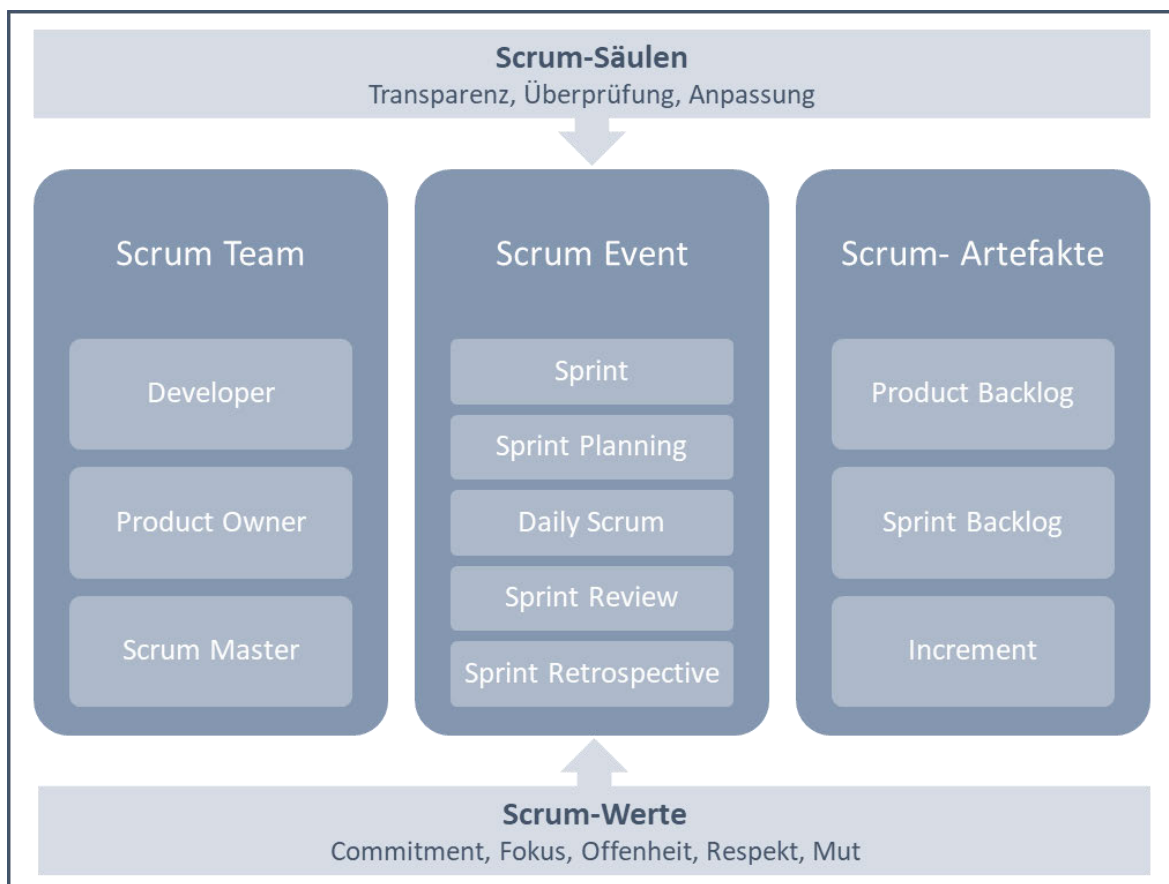 Scrum-Säulen
Transparenz, Überprüfung, Anpassung
Scrum Team
Developer
Product Owner
Scrum Master
Scrum Event
Sprint
Sprint Planning
Daily Scrum
Sprint Review
Sprint Retrospective
Scrum- Artefakte
Product Backlog
Sprint Backlog
Increment
Scrum-Werte
Commitment, Fokus, Offenheit, Respekt, Mut